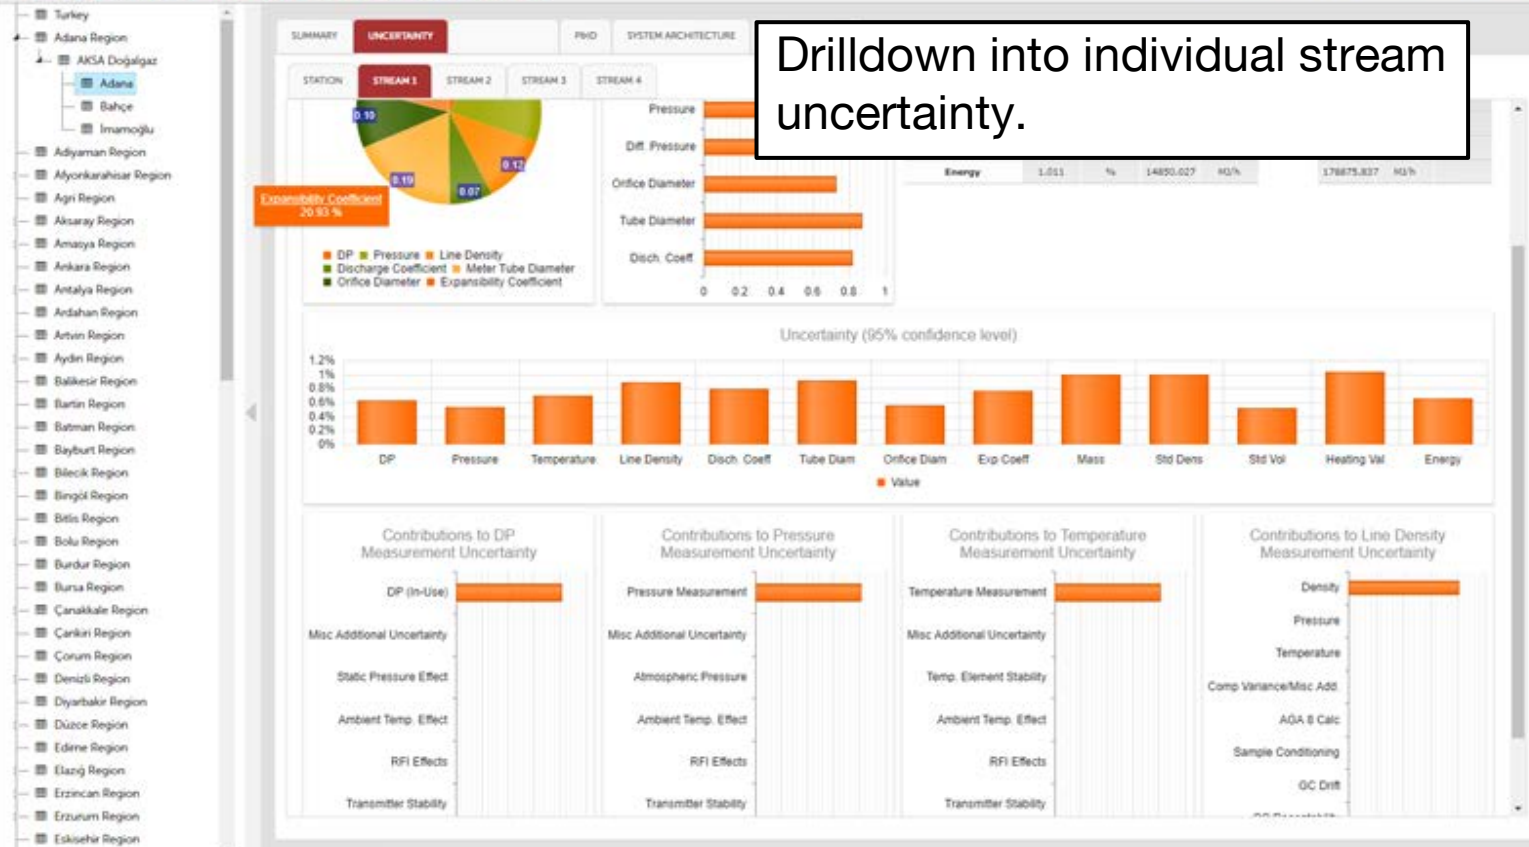 Drilldown into individual stream
uncertainty.
Turkey
Adana Region
AKSA Doğalgaz
Adana
Bahçe
Imamoğlu
Adiyaman Region
Afyonkarahisar Region
Agri Region
Aksaray Region
Amasya Region
Ankara Region
Antalya Region
Ardahan Region
Artvin Region
Aydin Region
Balikesir Region
Bartin Region
Batman Region
Bayburt Region
Bilecik Region
Bingöl Region
Bitlis Region
Bolu Region
Burdur Region
Bursa Region
Çanakkale Region
Çankiri Region
Çorum Region
Denizli Region
Diyarbakir Region
Düzce Region
Edirne Region
Elazığ Region
Erzincan Region
Erzurum Region
Eskisehir Region
SUMMARY UNCERTAINTY P&ID SYSTEM ARCHITECTURE
STATION STREAM 1 STREAM 2 STREAM 3 STREAM 4
0.10
0.19
0.07
0.12
Expansibility Coefficient
20.93 %
DP Pressure Line Density
Discharge Coefficient Meter Tube Diameter
Orifice Diameter Expansibility Coefficient
Pressure
Diff. Pressure
Orifice Diameter
Tube Diameter
Disch. Coeff.
0 0.2 0.4 0.6 0.8 1
Energy 1.011 % 14850.027 MJ/h 178875.837 MJ/h
Uncertainty (95% confidence level)
1.2%
1%
0.8%
0.6%
0.4%
0.2%
0%
DP Pressure Temperature Line Density Disch. Coeff Tube Diam Orifice Diam Exp Coeff Mass Std Dens Std Vol Heating Val Energy
Value
Contributions to DP
Measurement Uncertainty
DP (In-Use)
Misc Additional Uncertainty
Static Pressure Effect
Ambient Temp. Effect
RFI Effects
Transmitter Stability
Contributions to Pressure
Measurement Uncertainty
Pressure Measurement
Misc Additional Uncertainty
Atmospheric Pressure
Ambient Temp. Effect
RFI Effects
Transmitter Stability
Contributions to Temperature
Measurement Uncertainty
Temperature Measurement
Misc Additional Uncertainty
Temp. Element Stability
Ambient Temp. Effect
RFI Effects
Transmitter Stability
Contributions to Line Density
Measurement Uncertainty
Density
Pressure
Temperature
Comp Variance/Misc Add.
AGA 8 Calc
Sample Conditioning
GC Drift